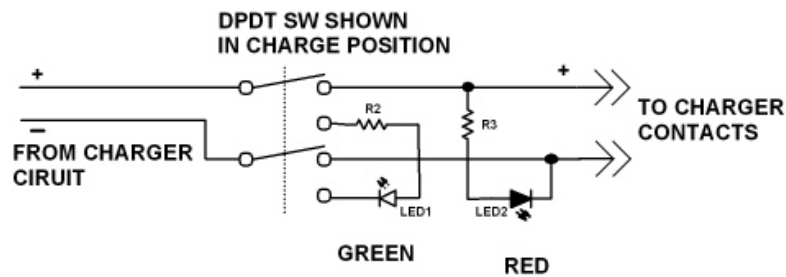 DPDT SW SHOWN
IN CHARGE POSITION
+
+
R2
R3
TO CHARGER
CONTACTS
−
FROM CHARGER
CIRUIT
LED1
LED2
GREEN
RED